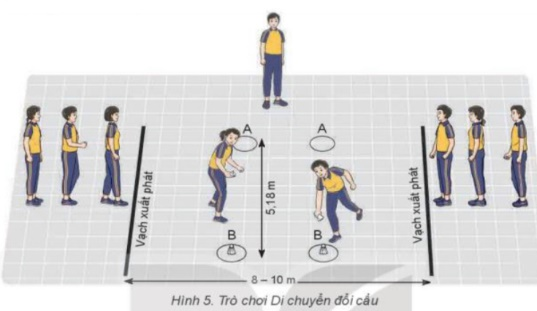 A
A
Vạch xuất phát
5,18 m
Vạch xuất phát
B
B
8 – 10 m
Hình 5. Trò chơi Di chuyển đổi cầu